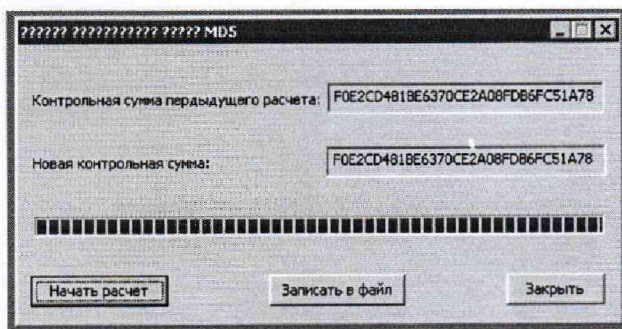 ?????? ??????????? ????? MD5
Контрольная сумма пердыдущего расчета: F0E2CD481BE6370CE2A08FDB6FC51A78
Новая контрольная сумма: F0E2CD481BE6370CE2A08FDB6FC51A78
Начать расчет Записать в файл Закрыть